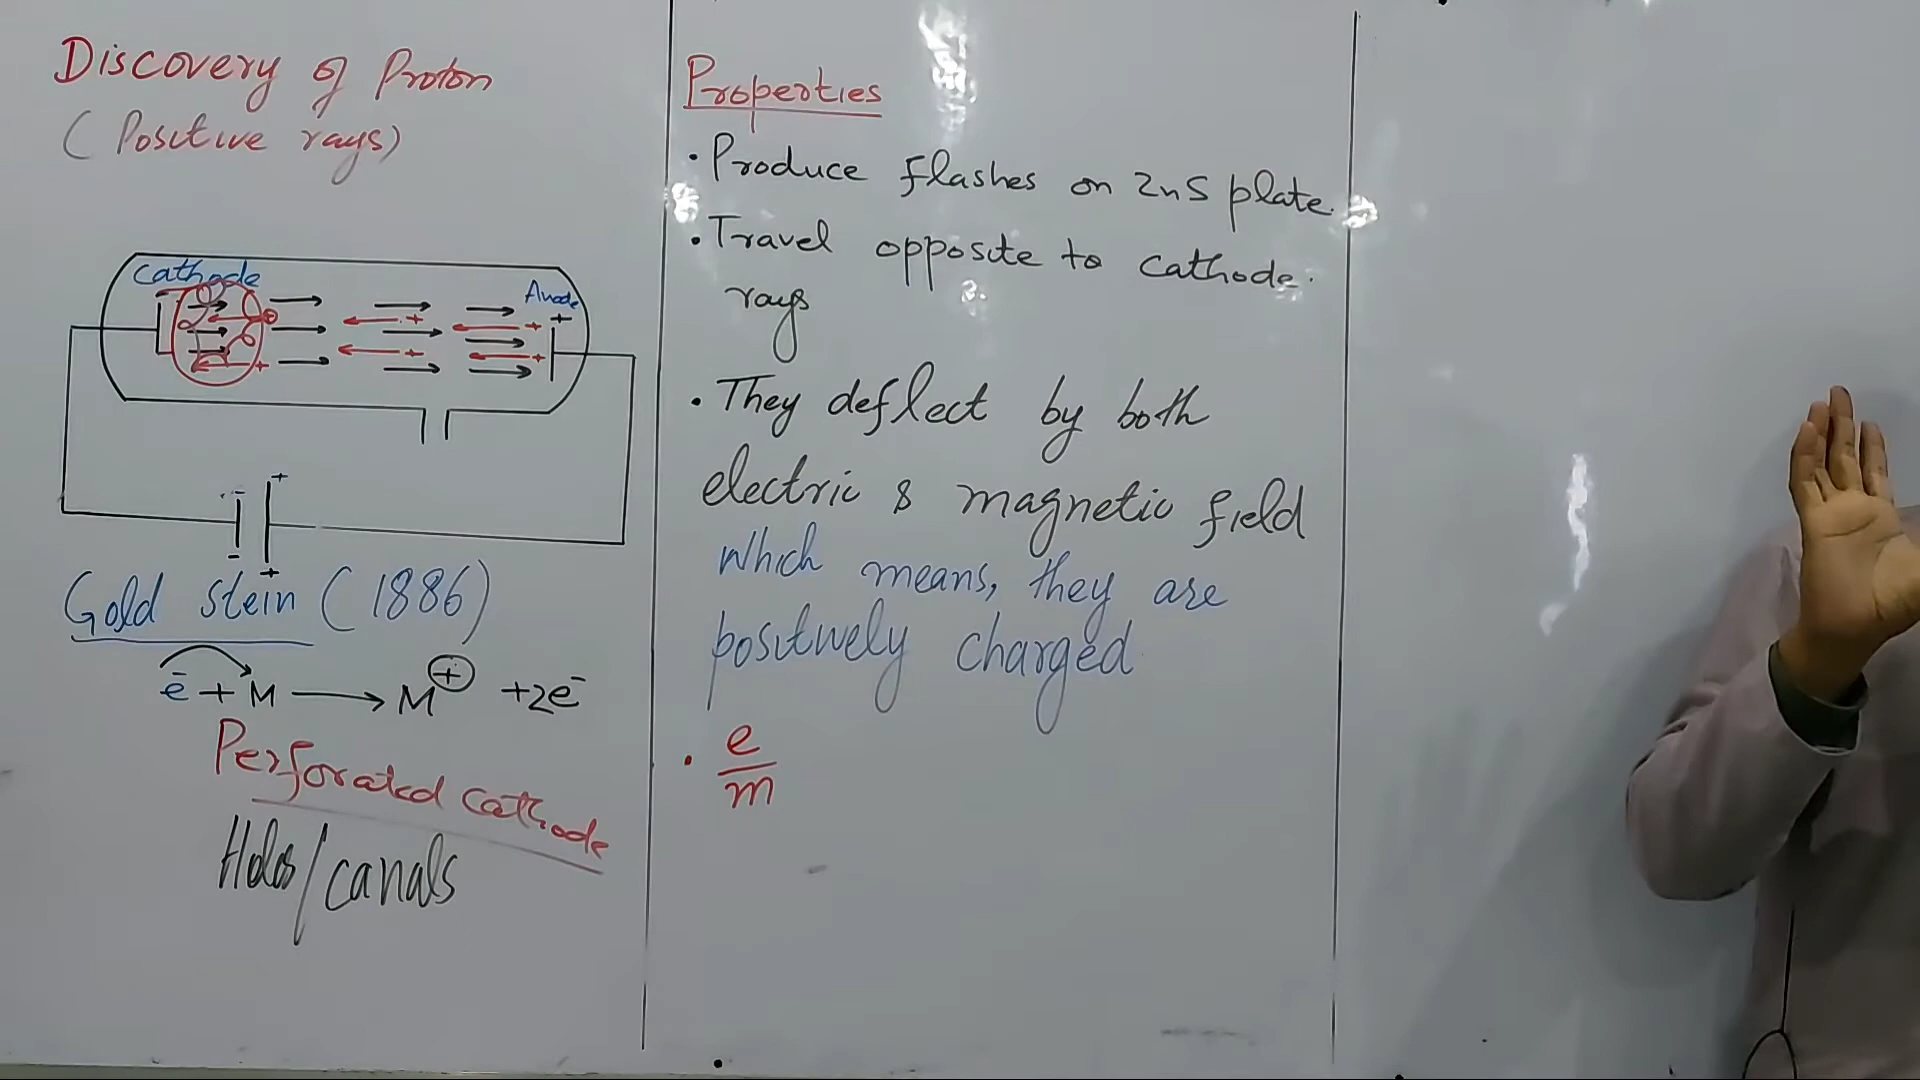 Discovery of Proton
(Positive rays)
Cathode
Anode
+
-
+
-
+
Gold stein (1886)
e⁻ + M ⟶ M⊕ +2e⁻
Perforated cathode
Holes/canals
Properties
• Produce flashes on ZnS plate.
• Travel opposite to cathode.
rays
• They deflect by both
electric & magnetic field
which means, they are
positively charged
• e
m